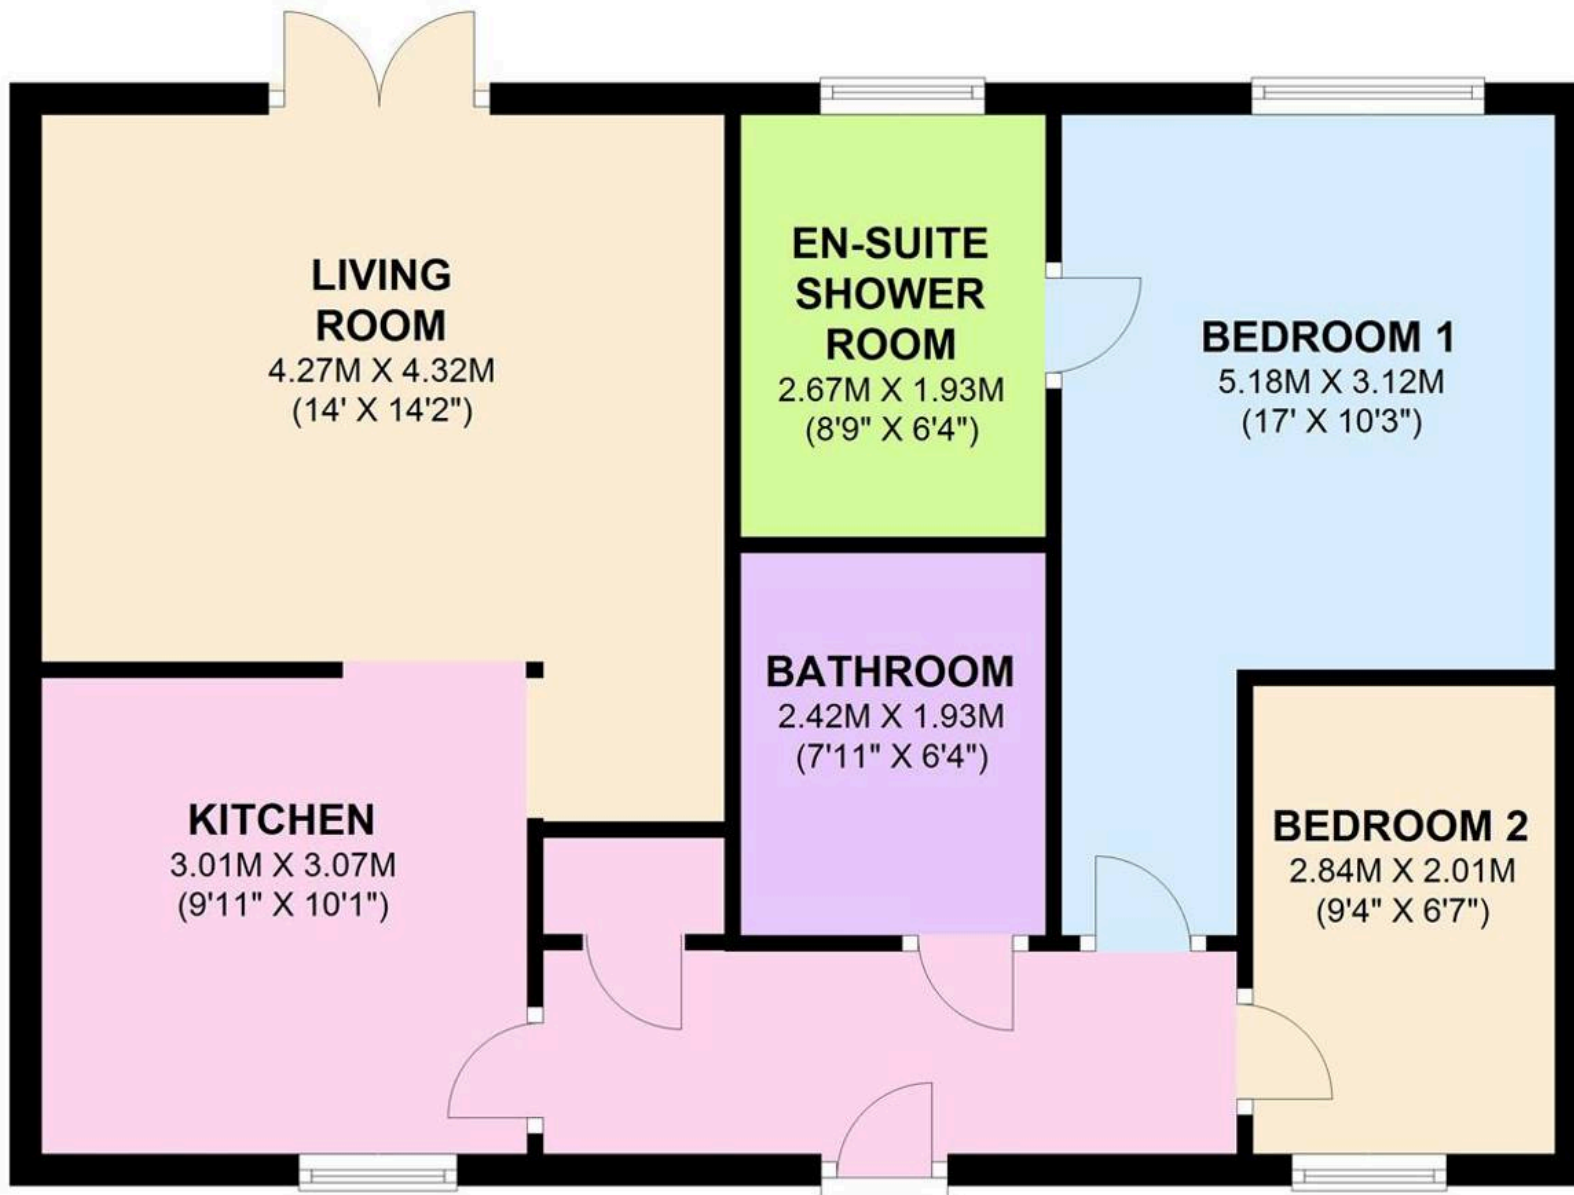 LIVING
ROOM
4.27M X 4.32M
(14' X 14'2")
EN-SUITE
SHOWER
ROOM
2.67M X 1.93M
(8'9" X 6'4")
BEDROOM 1
5.18M X 3.12M
(17' X 10'3")
BATHROOM
2.42M X 1.93M
(7'11" X 6'4")
KITCHEN
3.01M X 3.07M
(9'11" X 10'1")
BEDROOM 2
2.84M X 2.01M
(9'4" X 6'7")